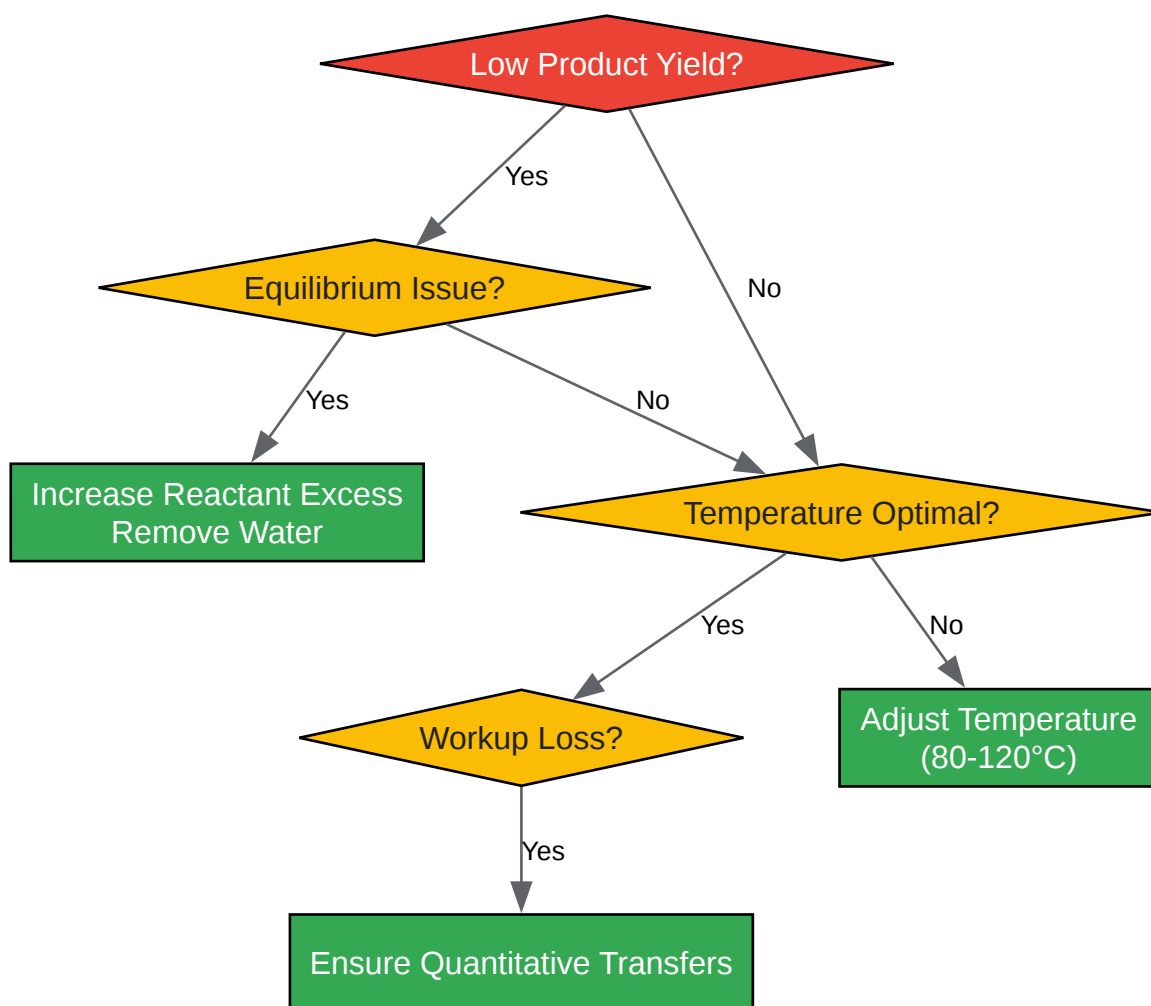 Low Product Yield?
Yes
No
Equilibrium Issue?
Yes
No
Increase Reactant Excess
Remove Water
Temperature Optimal?
Yes
No
Workup Loss?
Adjust Temperature
(80-120°C)
Yes
Ensure Quantitative Transfers